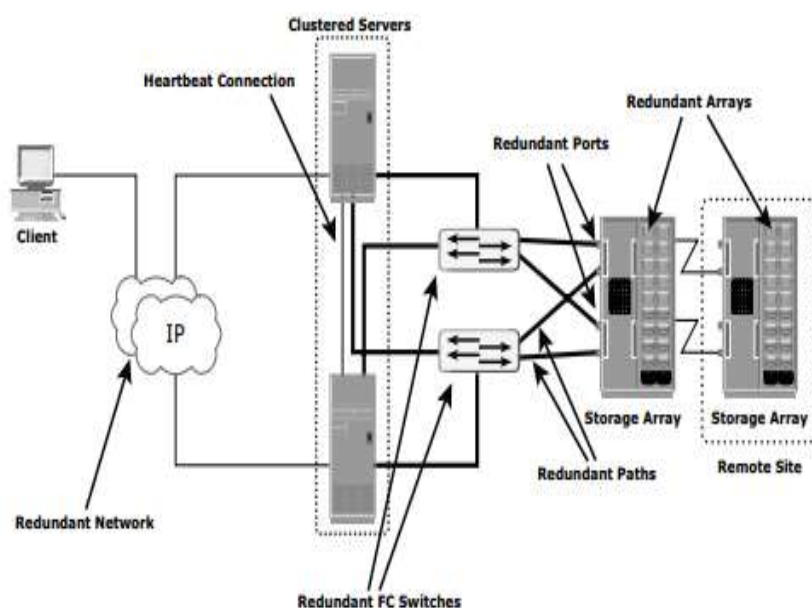 Clustered Servers
Heartbeat Connection
Redundant Arrays
Redundant Ports
Client
IP
Storage Array
Storage Array
Redundant Paths
Remote Site
Redundant Network
Redundant FC Switches